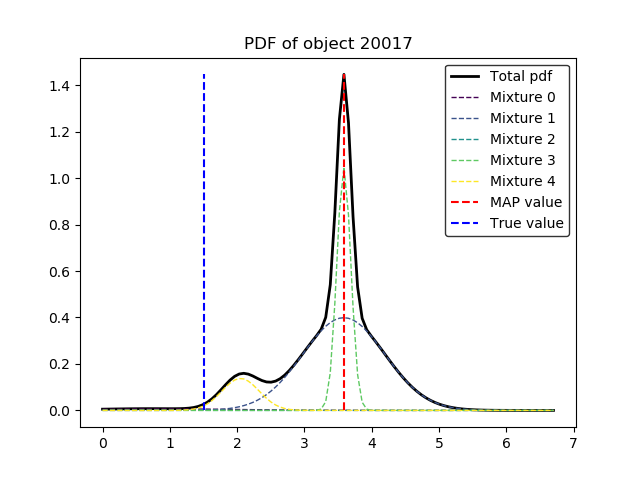 PDF of object 20017
1.4
1.2
1.0
0.8
0.6
0.4
0.2
0.0
0 1 2 3 4 5 6 7
Total pdf
Mixture 0
Mixture 1
Mixture 2
Mixture 3
Mixture 4
MAP value
True value